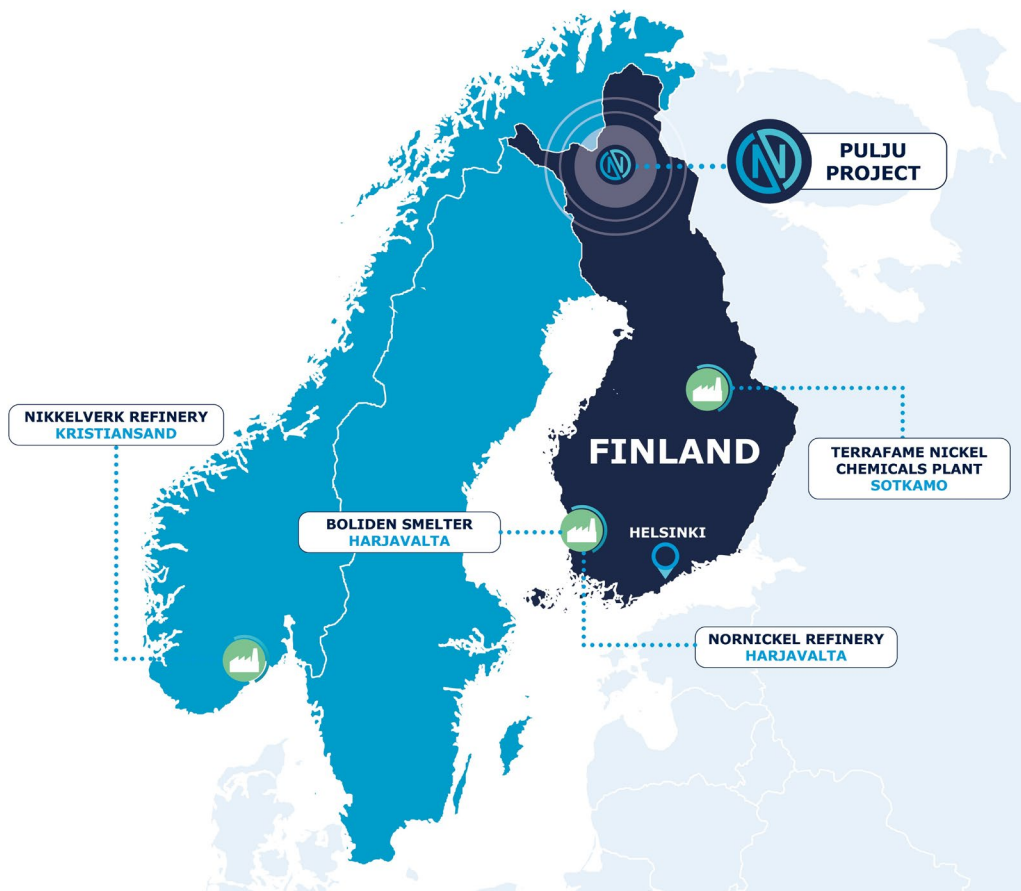 PULJU
PROJECT
NIKKELVERK REFINERY
KRISTIANSAND
FINLAND
TERRAFAME NICKEL
CHEMICALS PLANT
SOTKAMO
BOLIDEN SMELTER
HARJAVALTA
HELSINKI
NORNICKEL REFINERY
HARJAVALTA